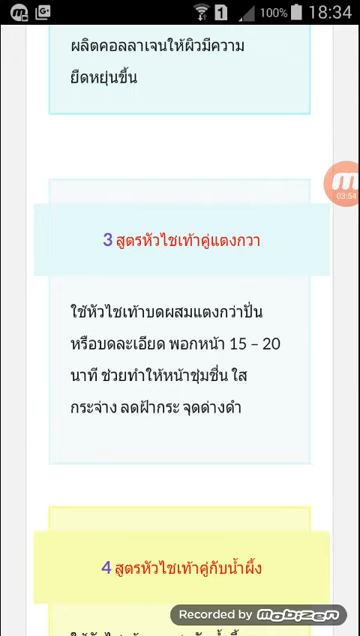 1 100% 18:34
ผลิตคอลลาเจนให้ผิวมีความ
ยืดหยุ่นขึ้น
03:54
3 สูตรหัวไชเท้าคู่แตงกวา
ใช้หัวไชเท้าบดผสมแตงกว่าปั่น
หรือบดละเอียด พอกหน้า 15 – 20
นาที ช่วยทำให้หน้าชุ่มชื่น ใส
กระจ่าง ลดฝ้ากระ จุดด่างดำ
4 สูตรหัวไชเท้าคู่กับน้ำผึ้ง
Recorded by Mobizen